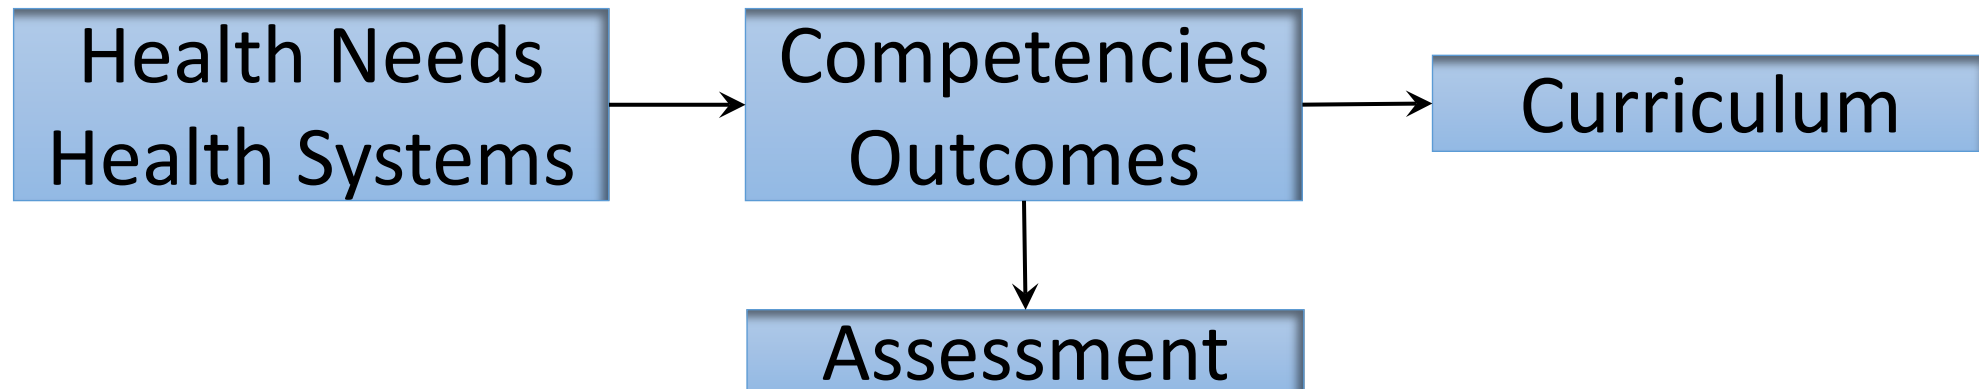 Health Needs
Health Systems
Competencies
Outcomes
Curriculum
Assessment